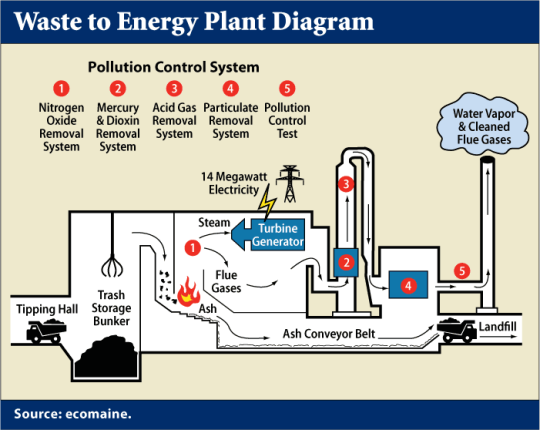 Waste to Energy Plant Diagram
Pollution Control System
1
2
3
4
5
Nitrogen
Oxide
Removal
System
Mercury
& Dioxin
Removal
System
Acid Gas
Removal
System
Particulate
Removal
System
Pollution
Control
Test
Water Vapor
& Cleaned
Flue Gases
14 Megawatt
Electricity
3
Steam
Turbine
Generator
1
2
Flue
Gases
4
5
Tipping Hall
Trash
Storage
Bunker
Ash
Ash Conveyor Belt
Landfill
Source: ecomaine.